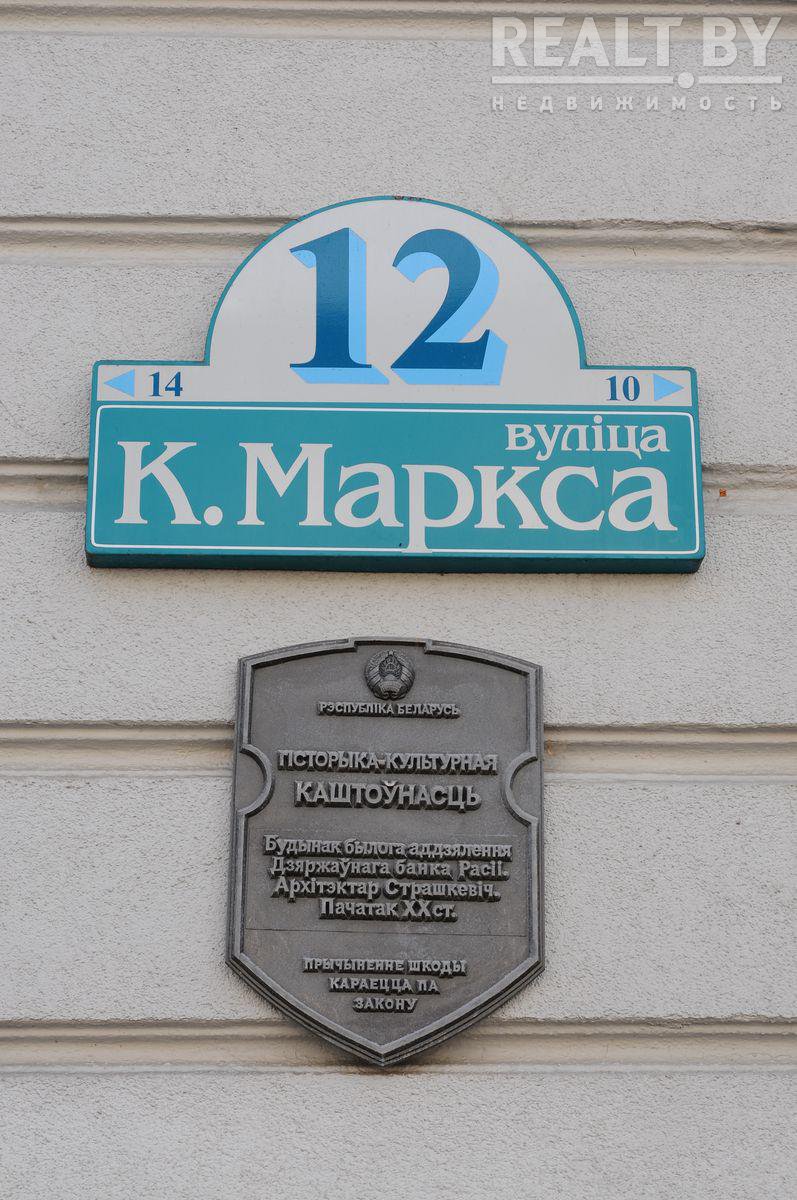 REALT.BY
НЕДВИЖИМОСТЬ
12
14 10
вуліца
К. Маркса
РЭСПУБЛІКА БЕЛАРУСЬ
ГІСТОРЫКА-КУЛЬТУРНАЯ
КАШТОЎНАСЦЬ
Будынак былога аддзялення
Дзяржаўнага банка Расіі.
Архітэктар Страшкевіч.
Пачатак XX ст.
ПРЫЧЫНЕННЕ ШКОДЫ
КАРАЕЦЦА ПА
ЗАКОНУ